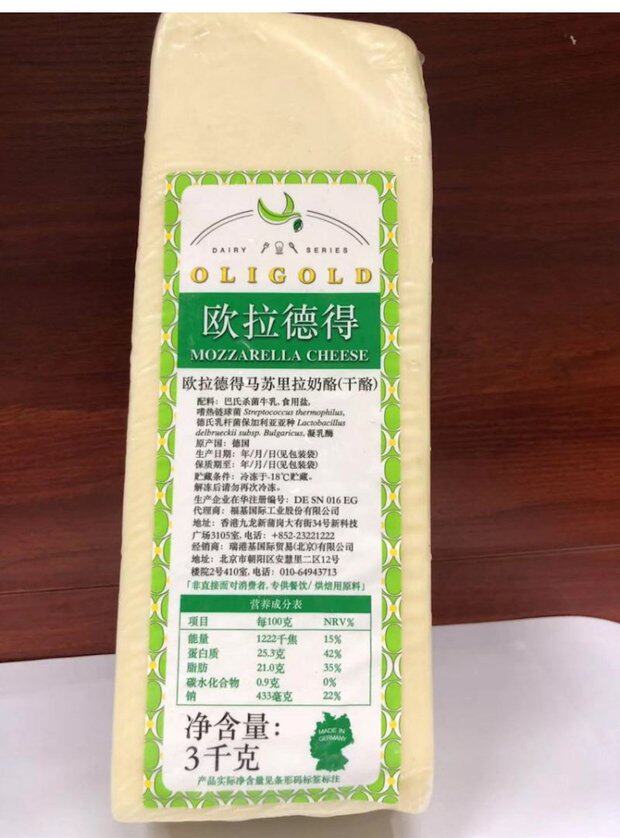 DAIRY SERIES
OLIGOLD
欧拉德得
MOZZARELLA CHEESE
欧拉德得马苏里拉奶酪(干酪)
配料：巴氏杀菌牛乳, 食用盐,
嗜热链球菌 Streptococcus thermophilus,
德氏乳杆菌保加利亚亚种 Lactobacillus
delbrueckii subsp. Bulgaricus, 凝乳酶
原产国：德国
生产日期：年/月/日(见包装袋)
保质期至：年/月/日(见包装袋)
贮藏条件：冷冻于-18℃贮藏。
解冻后请勿再次冷冻。
生产企业在华注册编号：DE SN 016 EG
代理商：福基国际工业股份有限公司
地址：香港九龙新蒲岗大有街34号新科技
广场3105室, 电话：+852-23221222
经销商：瑞港基国际贸易(北京)有限公司
地址：北京市朝阳区安慧里二区12号
楼院2号410室, 电话：010-64943713
「非直接面对消费者, 专供餐饮/ 烘焙用原料」
营养成分表
项目 每100克 NRV%
能量 1222千焦 15%
蛋白质 25.3克 42%
脂肪 21.0克 35%
碳水化合物 0.9克 0%
钠 433毫克 22%
净含量：
3千克
MADE IN
GERMANY
产品实际净含量见条形码标签标注